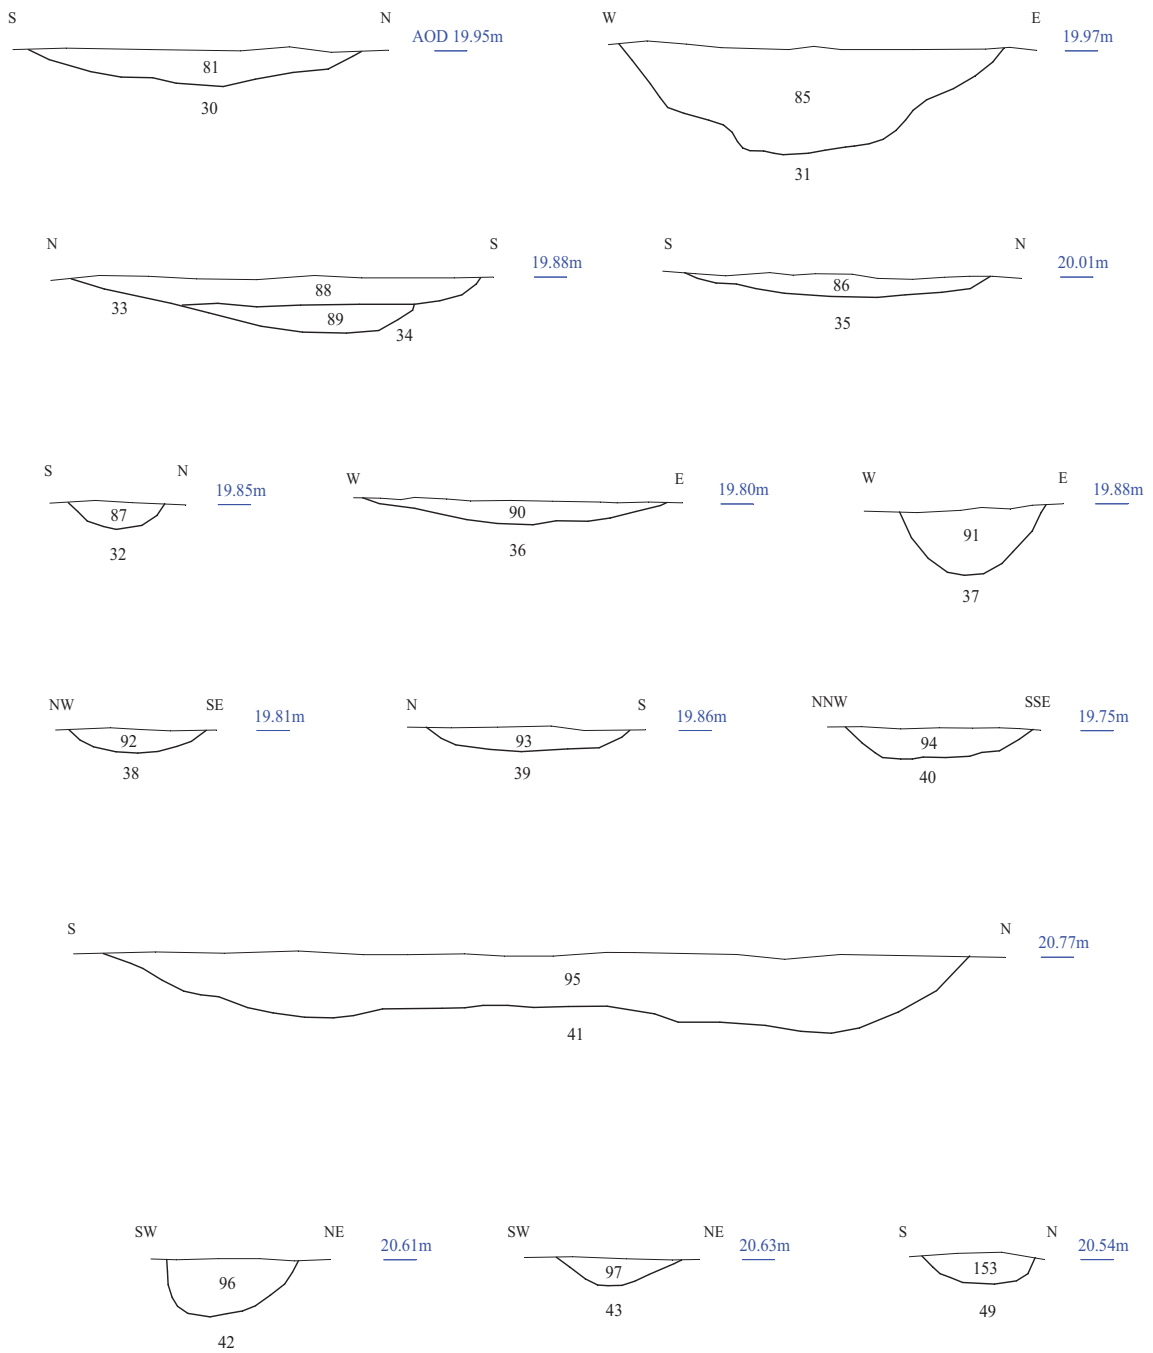 S N AOD 19.95m
81
30
W E 19.97m
85
31
N S 19.88m
88
33
89
34
S N 20.01m
86
35
S N 19.85m
87
32
W E 19.80m
90
36
W E 19.88m
91
37
NW SE 19.81m
92
38
N S 19.86m
93
39
NNW SSE 19.75m
94
40
S N 20.77m
95
41
SW NE 20.61m
96
42
SW NE 20.63m
97
43
S N 20.54m
153
49